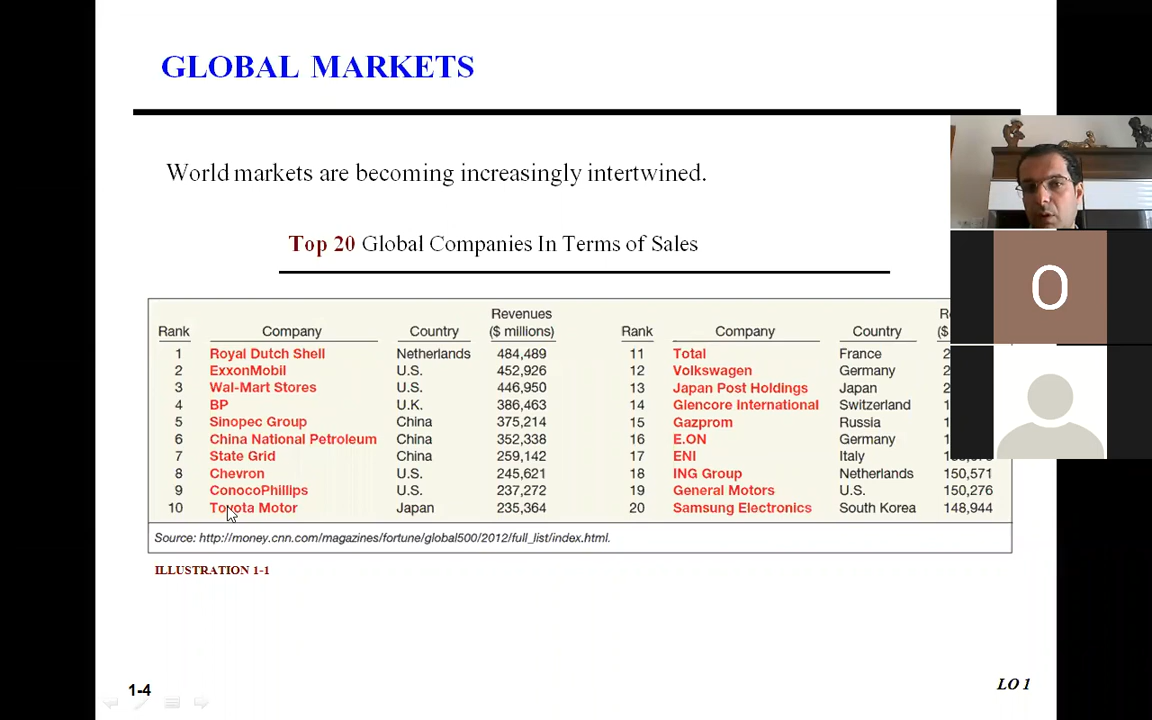 GLOBAL MARKETS
World markets are becoming increasingly intertwined.
Top 20 Global Companies In Terms of Sales
Rank Company Country Revenues ($ millions) Rank Company Country ($
1 Royal Dutch Shell Netherlands 484,489 11 Total France 2
2 ExxonMobil U.S. 452,926 12 Volkswagen Germany 2
3 Wal-Mart Stores U.S. 446,950 13 Japan Post Holdings Japan 2
4 BP U.K. 386,463 14 Glencore International Switzerland 1
5 Sinopec Group China 375,214 15 Gazprom Russia 1
6 China National Petroleum China 352,338 16 E.ON Germany 1
7 State Grid China 259,142 17 ENI Italy
8 Chevron U.S. 245,621 18 ING Group Netherlands 150,571
9 ConocoPhillips U.S. 237,272 19 General Motors U.S. 150,276
10 Toyota Motor Japan 235,364 20 Samsung Electronics South Korea 148,944
Source: http://money.cnn.com/magazines/fortune/global500/2012/full_list/index.html.
ILLUSTRATION 1-1
1-4
LO 1
O